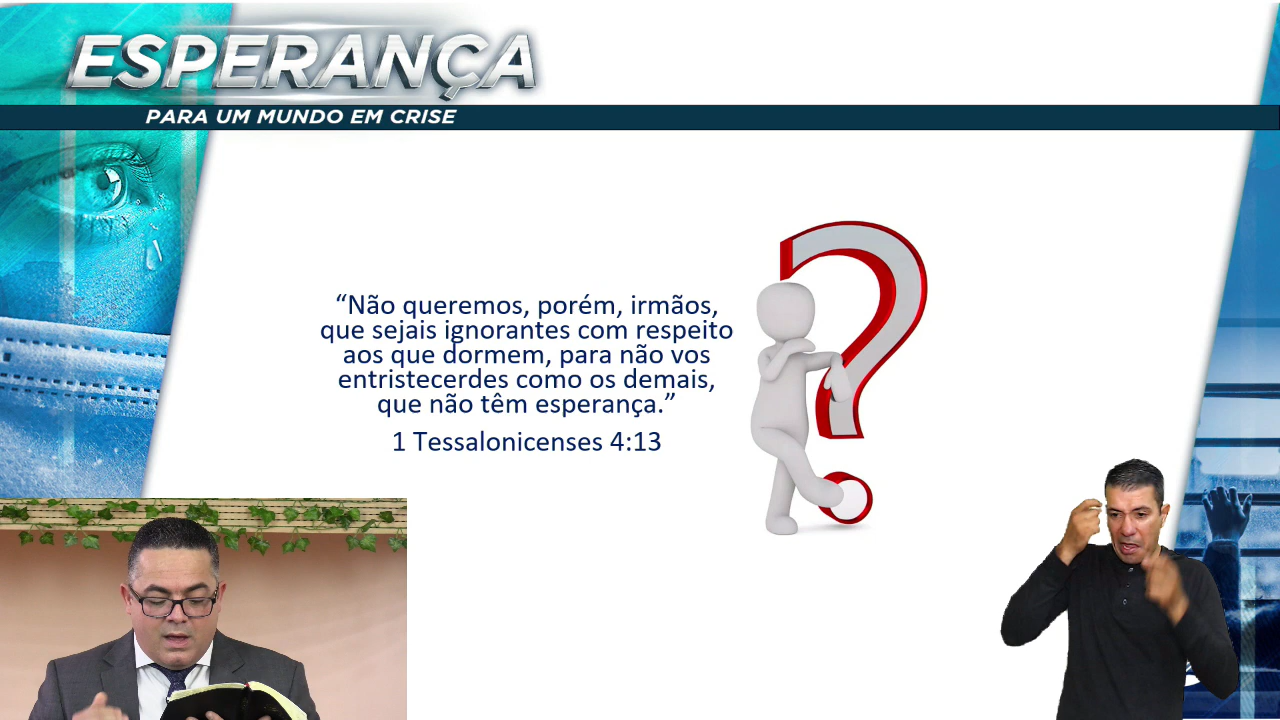 ESPERANÇA
PARA UM MUNDO EM CRISE
“Não queremos, porém, irmãos,
que sejais ignorantes com respeito
aos que dormem, para não vos
entristecerdes como os demais,
que não têm esperança.”
1 Tessalonicenses 4:13